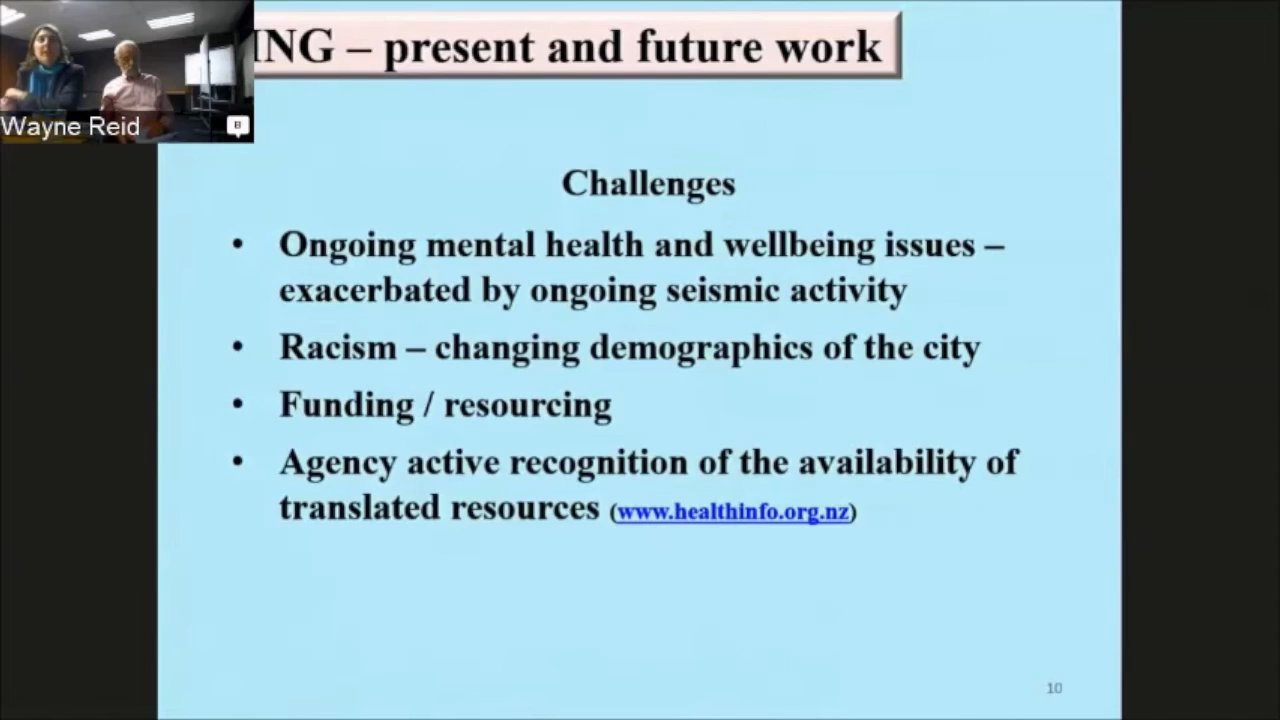 – present and future work
Wayne Reid
Challenges
• Ongoing mental health and wellbeing issues –
exacerbated by ongoing seismic activity
• Racism – changing demographics of the city
• Funding / resourcing
• Agency active recognition of the availability of
translated resources (www.healthinfo.org.nz)
10